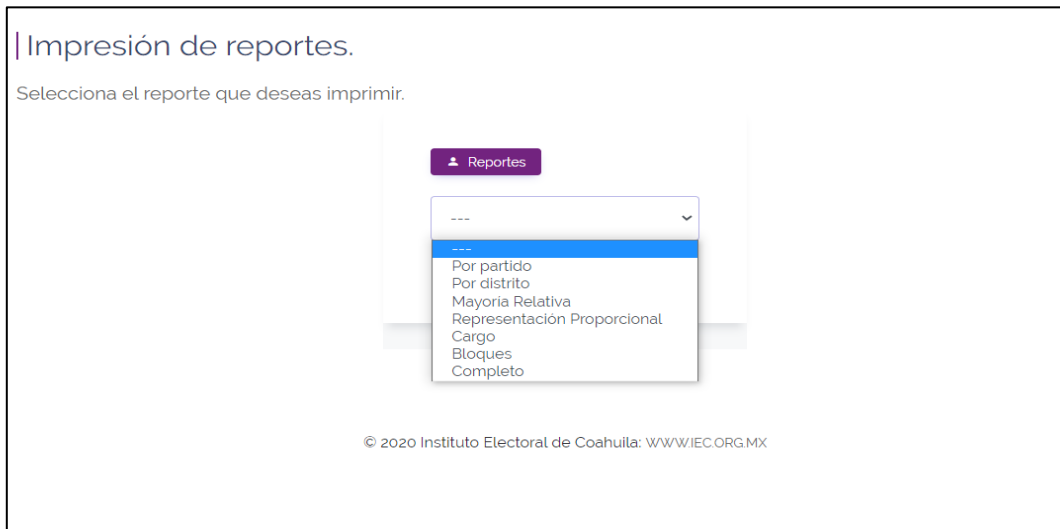 Impresión de reportes.
Selecciona el reporte que deseas imprimir.
Reportes
---
---
Por partido
Por distrito
Mayoria Relativa
Representación Proporcional
Cargo
Bloques
Completo
© 2020 Instituto Electoral de Coahuila: WWW.IEC.ORG.MX